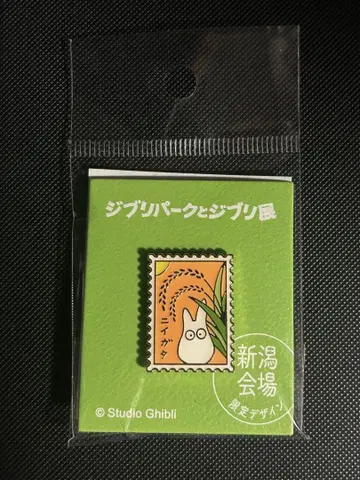 ジブリパークとジブリ展
ニイガタ
新潟
会場
限定デザイン
© Studio Ghibli